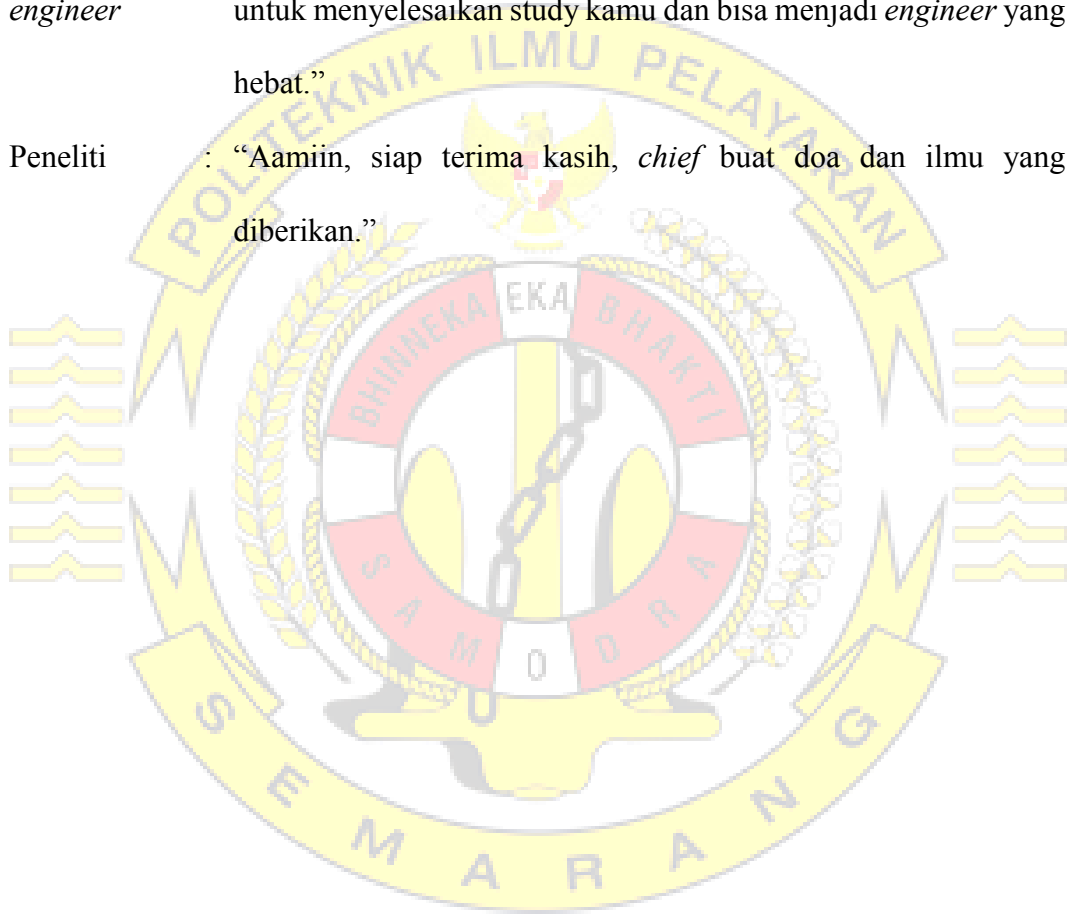 engineer untuk menyelesaikan study kamu dan bisa menjadi engineer yang
hebat.”
Peneliti : “Aamiin, siap terima kasih, chief buat doa dan ilmu yang
diberikan.”
POLITEKNIK ILMU PELAYARAN
BHINNEKA EKA BHAKTI
SAMODRA
SEMARANG